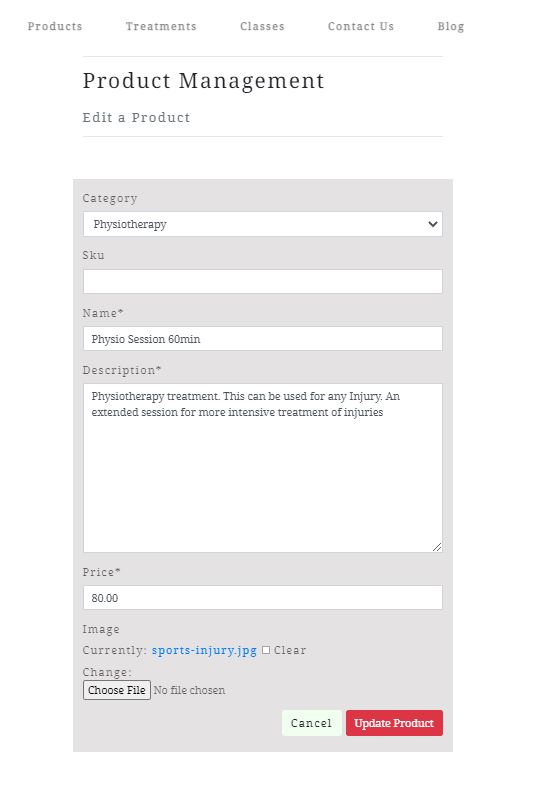 Products Treatments Classes Contact Us Blog
Product Management
Edit a Product
Category
Physiotherapy
Sku
Name*
Physio Session 60min
Description*
Physiotherapy treatment. This can be used for any Injury. An
extended session for more intensive treatment of injuries
Price*
80.00
Image
Currently: sports-injury.jpg Clear
Change:
Choose File No file chosen
Cancel Update Product